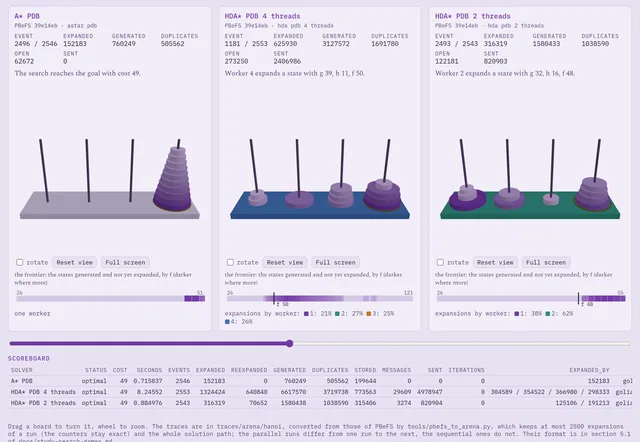 A* PDB
PBeFS 39e14eb · astar pdb
EVENT EXPANDED GENERATED DUPLICATES
2496 / 2546 152183 760249 505562
OPEN SENT
62672 0
The search reaches the goal with cost 49.
rotate Reset view Full screen
the frontier: the states generated and not yet expanded, by f (darker
where more)
26 51
one worker
HDA* PDB 4 threads
PBeFS 39e14eb · hda pdb 4 threads
EVENT EXPANDED GENERATED DUPLICATES
1181 / 2553 625930 3127572 1691780
OPEN SENT
273250 2406986
Worker 4 expands a state with g 39, h 11, f 50.
rotate Reset view Full screen
the frontier: the states generated and not yet expanded, by f (darker
where more)
26 121
f 50
expansions by worker: 1: 21% 2: 27% 3: 25%
4: 26%
HDA* PDB 2 threads
PBeFS 39e14eb · hda pdb 2 threads
EVENT EXPANDED GENERATED DUPLICATES
2493 / 2543 316319 1580433 1038590
OPEN SENT
122181 820903
Worker 2 expands a state with g 32, h 16, f 48.
rotate Reset view Full screen
the frontier: the states generated and not yet expanded, by f (darker
where more)
26 51
f 48
expansions by worker: 1: 38% 2: 62%
SCOREBOARD
SOLVER STATUS COST SECONDS EVENTS EXPANDED REEXPANDED GENERATED DUPLICATES STORED MESSAGES SENT ITERATIONS EXPANDED_BY
A* PDB optimal 49 0.715837 2546 152183 0 760249 505562 199644 0 0 0 152183 gol
HDA* PDB 4 threads optimal 49 8.24552 2553 1324424 640840 6617570 3719738 773563 29609 4978947 0 304589 / 354522 / 366980 / 298333 golia
HDA* PDB 2 threads optimal 49 0.844 2543 316319 70652 1580438 1038590 315406 3274 820904 0 125106 / 191213 golia
Drag a board to turn it, wheel to zoom. The traces are in traces/arena/hanoi, converted from those of PBeFS by tools/pbefs_to_arena.py, which keeps at most 2500 expansions
of a run (the counters stay exact) and the whole solution path; the parallel runs differ from one run to the next, the sequential ones do not. Their format is in section 5.1
of docs/study-search-games.md